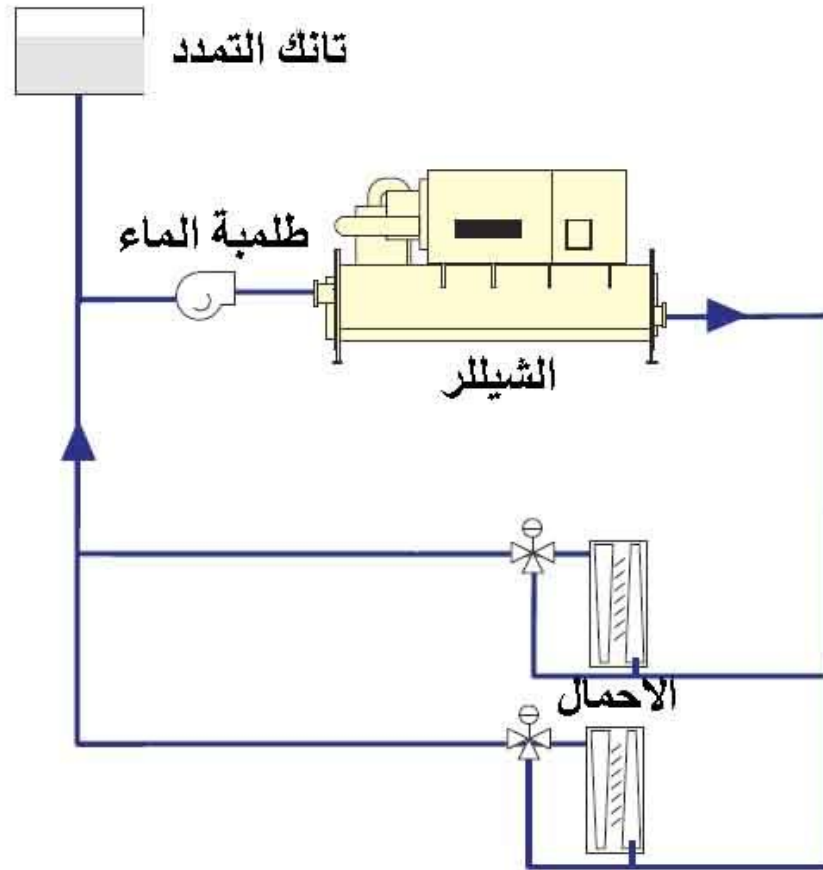 تانك التمدد
طلمبة الماء
الشيللر
الاحمال